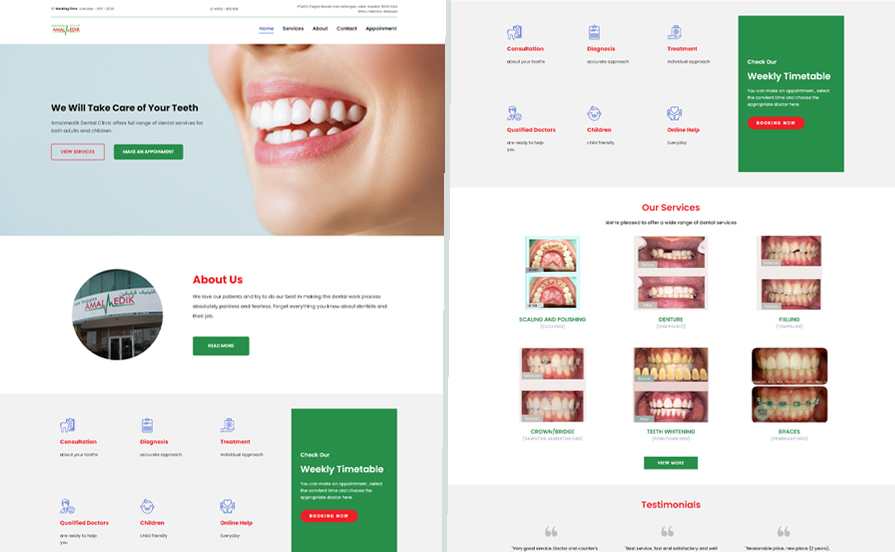 Working Time
AMALMEDIK
Home Services About Contact Appoinment
We Will Take Care of Your Teeth
Amalmedik Dental Clinic offers full range of dental services for
both adults and children.
VIEW SERVICES
MAKE AN APPOINMENT
About Us
We love our patients and try to do our best in making the dental work process
absolutely painless and fearless. Forget everything you know about dentists and
their job.
READ MORE
AMALMEDIK
Consultation
about your tooths
Diagnosis
accurate approach
Treatment
individual approach
Qualified Doctors
are ready to help
you
Children
child friendly
Online Help
Everyday
Check Our
Weekly Timetable
You can make an appoinment , select
the convient time and choose the
appropriate doctor here.
BOOKING NOW
Consultation
about your tooths
Diagnosis
accurate approach
Treatment
individual approach
Qualified Doctors
are ready to help
you
Children
child friendly
Online Help
Everyday
Check Our
Weekly Timetable
You can make an appoinment , select
the convient time and choose the
appropriate doctor here.
BOOKING NOW
Our Services
We're pleased to offer a wide range of dental services
SCALING AND POLISHING
DENTURE
FILLING
CROWN/BRIDGE
TEETH WHITENING
BRACES
VIEW MORE
Testimonials
"Very good service. Doctor and counter's
"Best service, fast and satisfactory and well
"Reasonable price, new place (2 years),